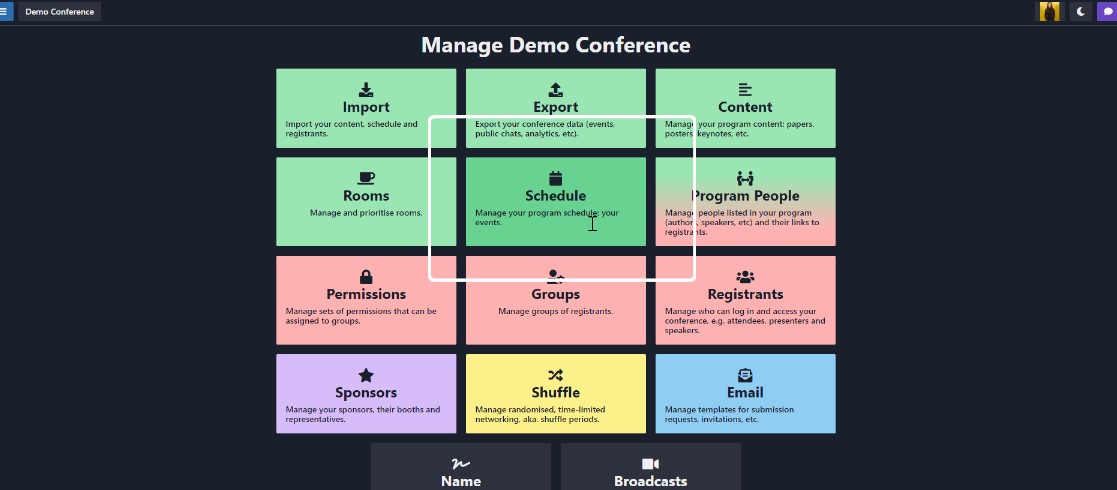 Demo Conference
Manage Demo Conference
Import
Import your content, schedule and
registrants.
Export
Export your conference data (events,
public chats, analytics, etc).
Content
Manage your program content: papers,
posters, keynotes, etc.
Rooms
Manage and prioritise rooms.
Schedule
Manage your program schedule: your
events.
Program People
Manage people listed in your program
(authors, speakers, etc) and their links to
registrants.
Permissions
Manage sets of permissions that can be
assigned to groups.
Groups
Manage groups of registrants.
Registrants
Manage who can log in and access your
conference, e.g. attendees, presenters and
speakers.
Sponsors
Manage your sponsors, their booths and
representatives.
Shuffle
Manage randomised, time-limited
networking, aka. shuffle periods.
Email
Manage templates for submission
requests, invitations, etc.
Name
Broadcasts